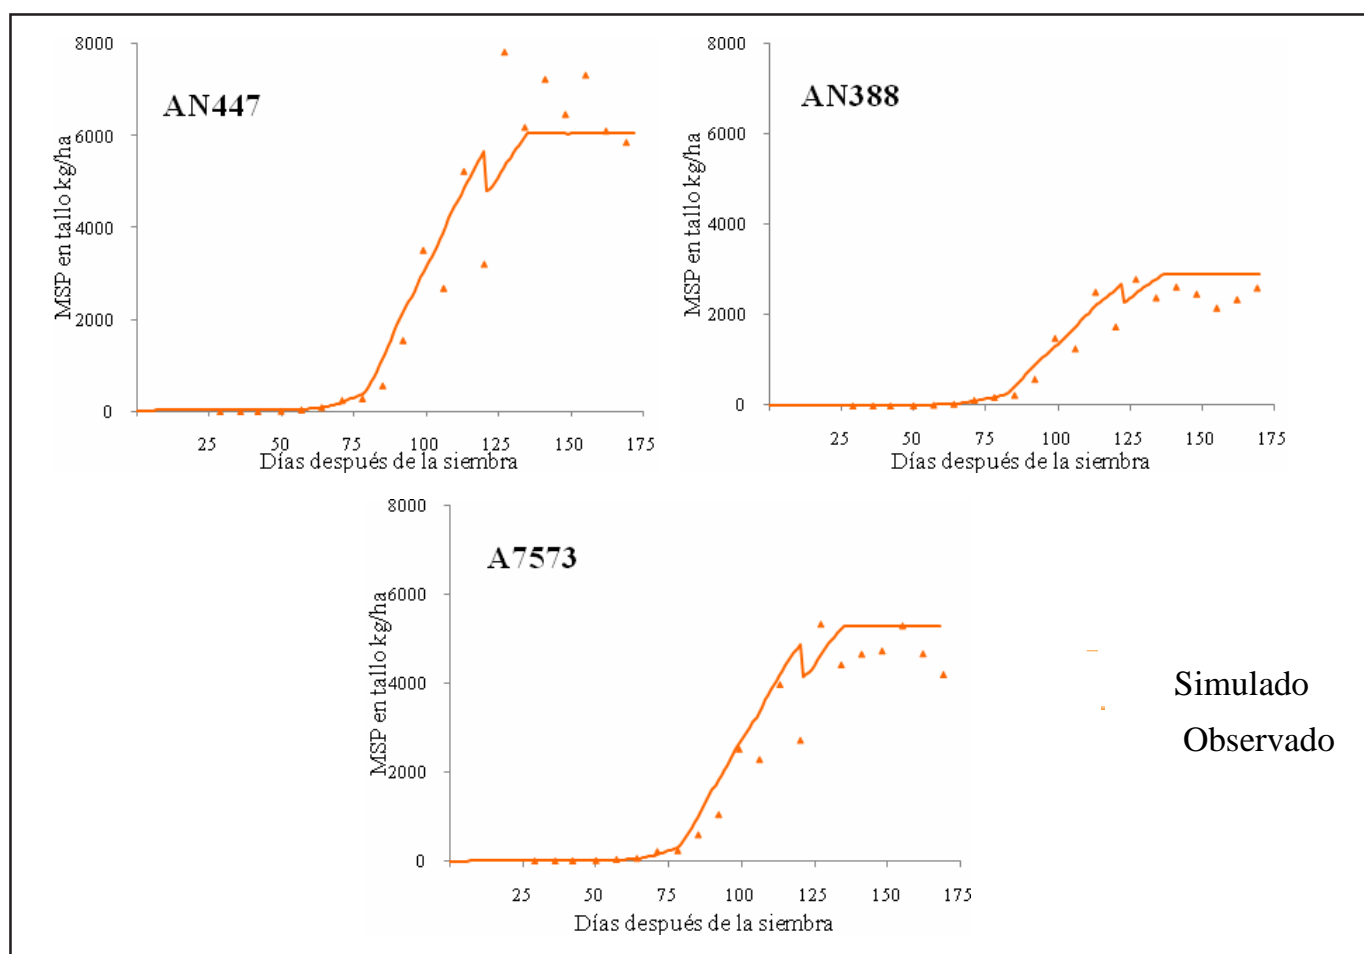 AN447
MSP en tallo kg/ha
8000
6000
4000
2000
0
25 50 75 100 125 150 175
Días después de la siembra
AN388
MSP en tallo kg/ha
8000
6000
4000
2000
0
25 50 75 100 125 150 175
Días después de la siembra
A7573
MSP en tallo kg/ha
8000
6000
4000
2000
0
25 50 75 100 125 150 175
Días después de la siembra
Simulado
Observado